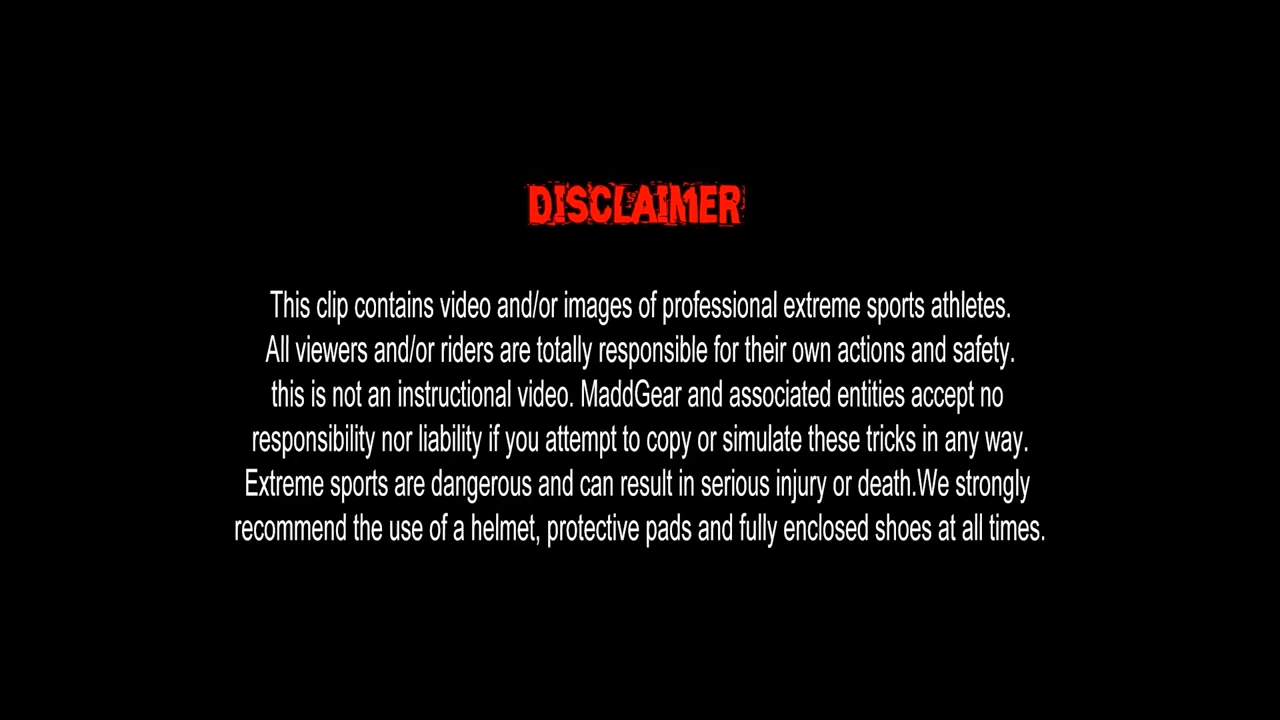 DISCLAIMER
This clip contains video and/or images of professional extreme sports athletes.
All viewers and/or riders are totally responsible for their own actions and safety.
this is not an instructional video. MaddGear and associated entities accept no
responsibility nor liability if you attempt to copy or simulate these tricks in any way.
Extreme sports are dangerous and can result in serious injury or death.We strongly
recommend the use of a helmet, protective pads and fully enclosed shoes at all times.